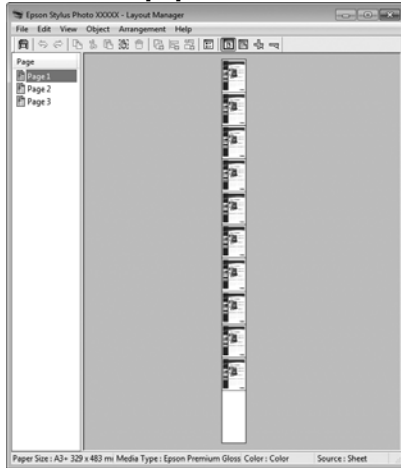 Epson Stylus Photo XXXXX - Layout Manager
File Edit View Object Arrangement Help
Page
Page 1
Page 2
Page 3
Paper Size : A3+ 329 x 483 mi Media Type : Epson Premium Gloss Color : Color Source : Sheet